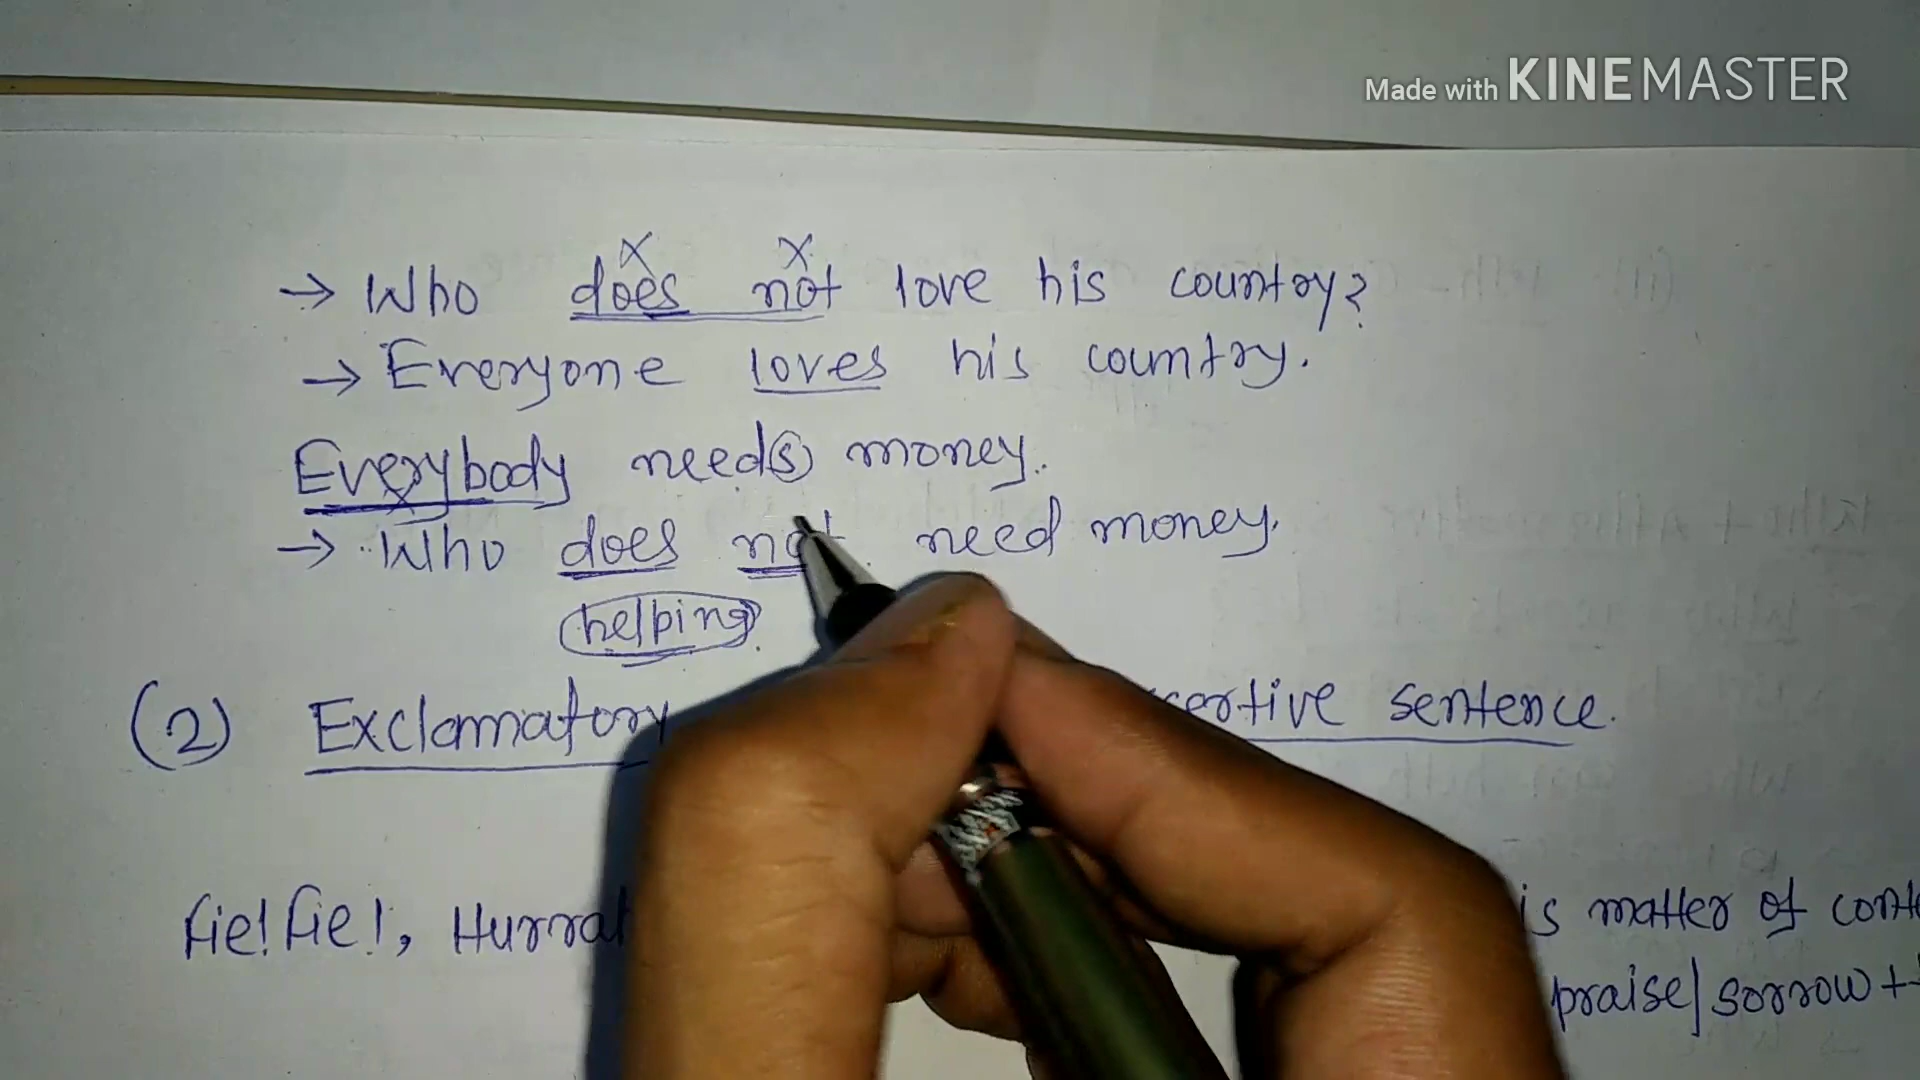 Made with KINEMASTER
x x
→ Who does not love his country?
→ Everyone loves his country.
Everybody needs money.
→ Who does not need money.
helping
(2) Exclamatory sentence.
fie! fie!, is matter of
praise/sorrow +